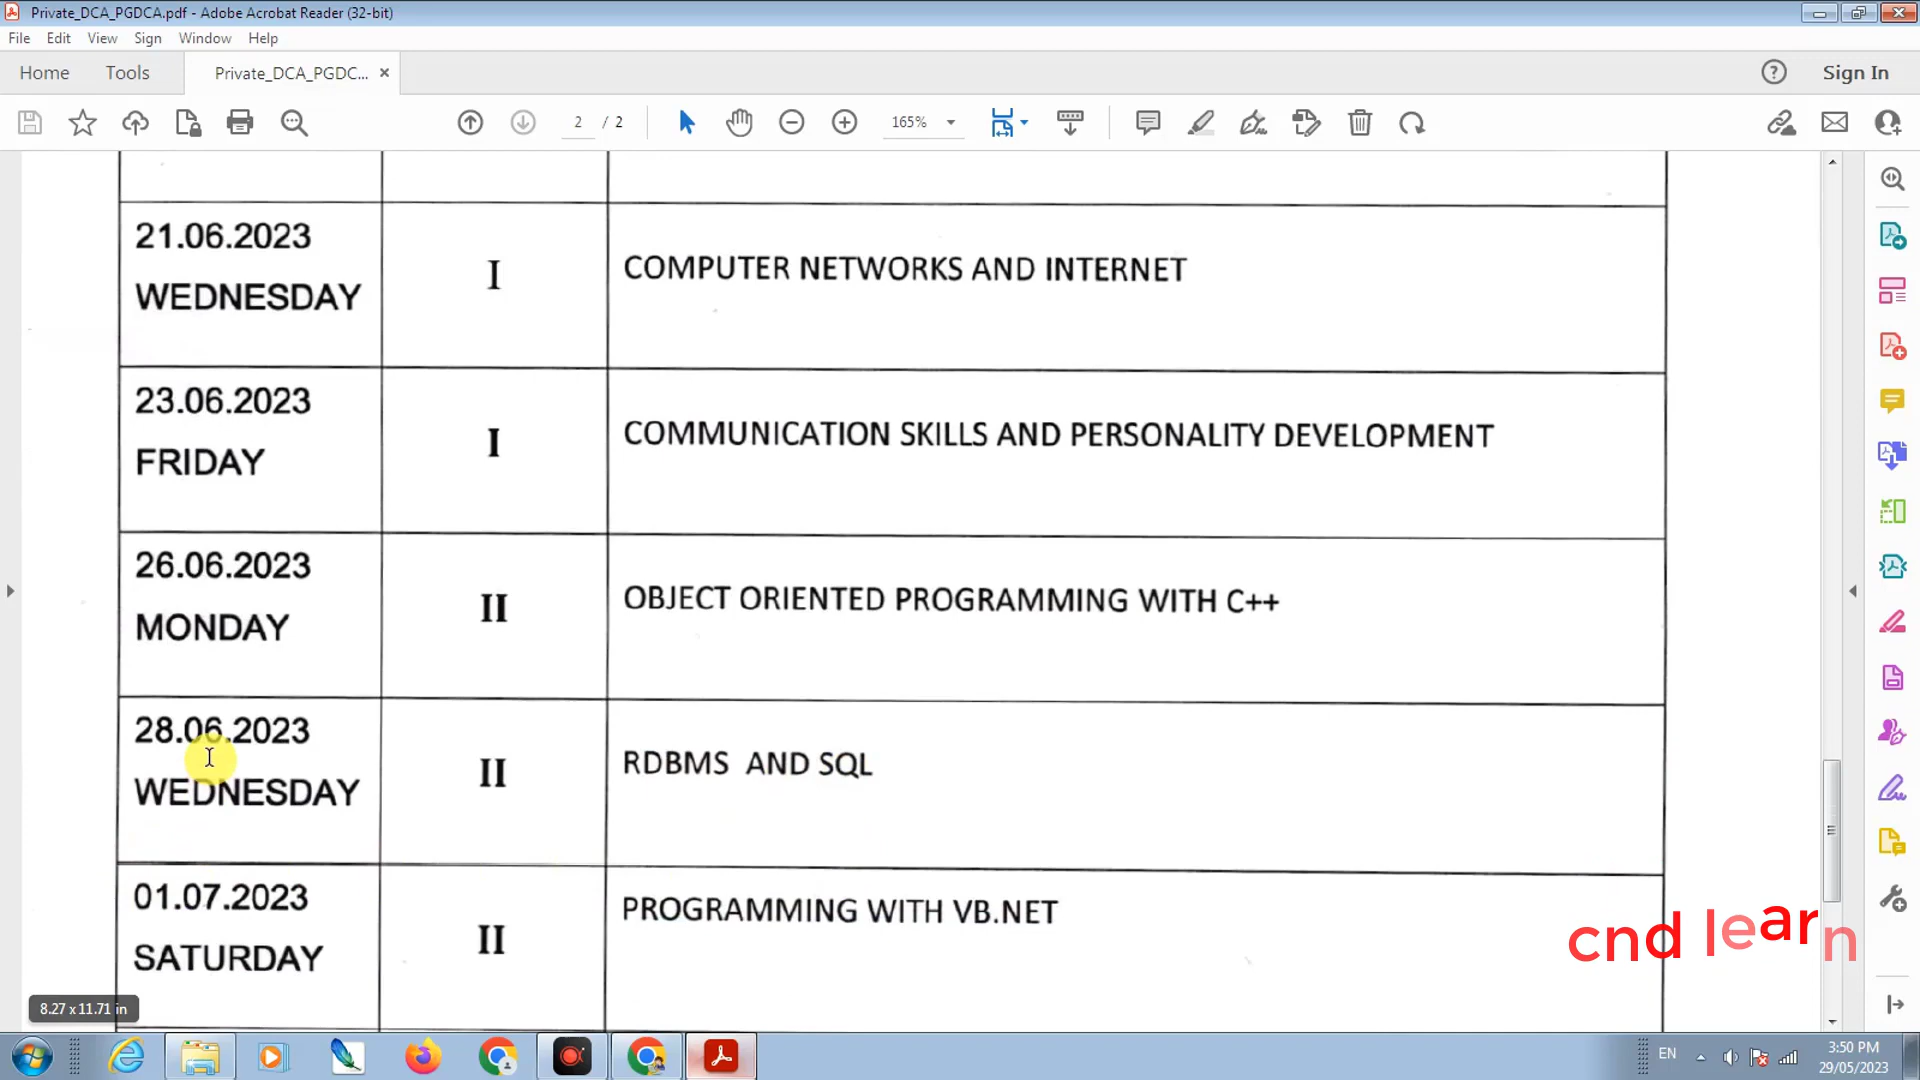 Private_DCA_PGDCA.pdf - Adobe Acrobat Reader (32-bit)
File Edit View Sign Window Help
Home Tools Private_DCA_PGDC... × Sign In
2 / 2 165%
21.06.2023
WEDNESDAY
I
COMPUTER NETWORKS AND INTERNET
23.06.2023
FRIDAY
I
COMMUNICATION SKILLS AND PERSONALITY DEVELOPMENT
26.06.2023
MONDAY
II
OBJECT ORIENTED PROGRAMMING WITH C++
28.06.2023
WEDNESDAY
II
RDBMS AND SQL
01.07.2023
SATURDAY
II
PROGRAMMING WITH VB.NET
cnd learn
8.27 x 11.71 in
EN
3:50 PM
29/05/2023